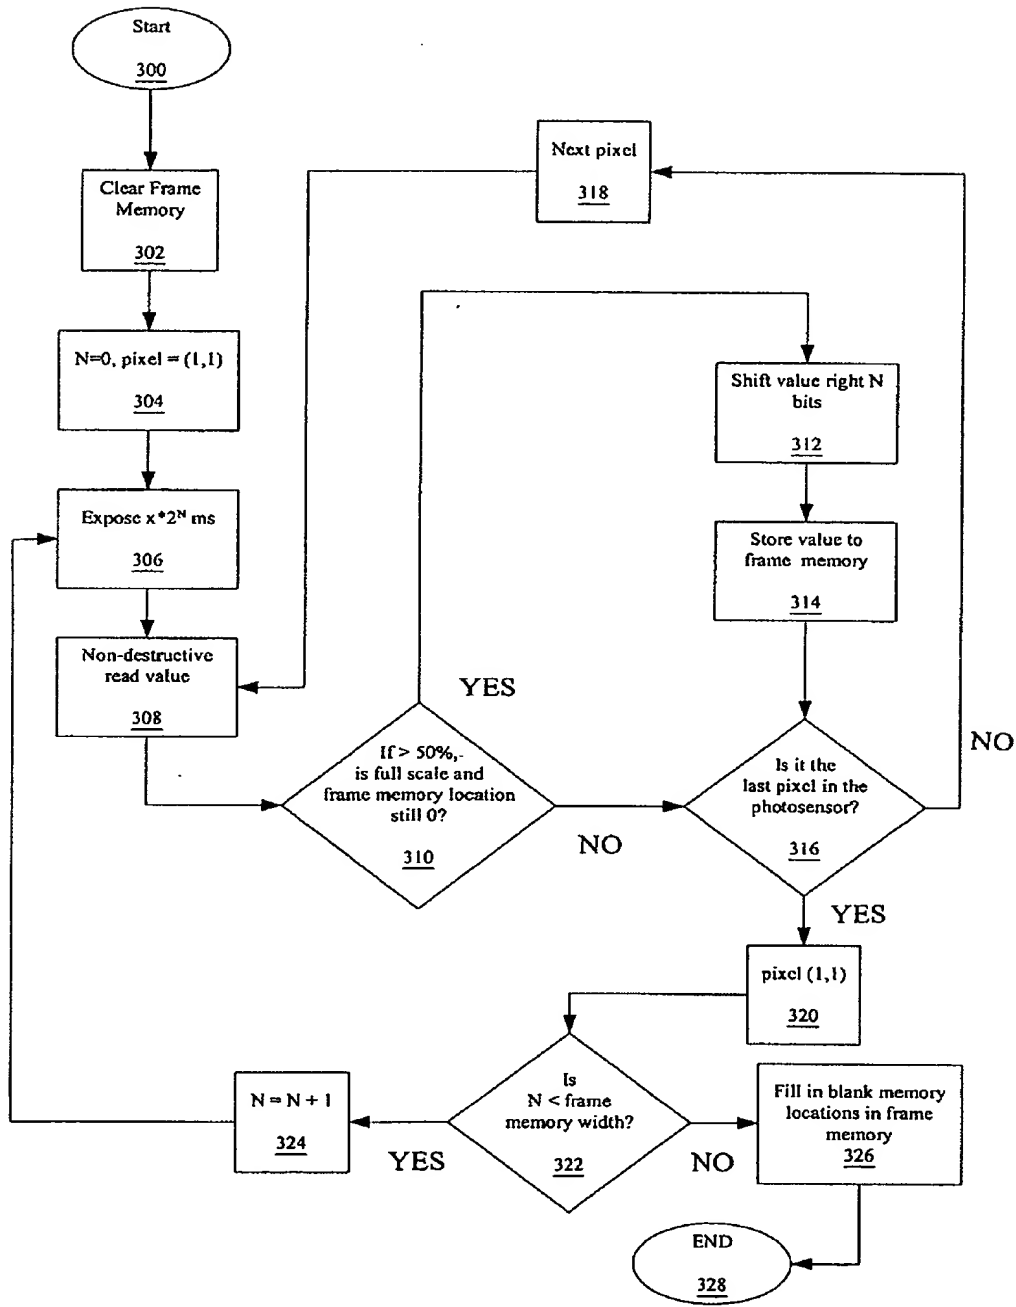 Start
300
Clear Frame
Memory
302
N=0, pixel = (1,1)
304
Expose x*2ᴺ ms
306
Non-destructive
read value
308
Next pixel
318
Shift value right N
bits
312
Store value to
frame memory
314
YES
If > 50%,-
is full scale and
frame memory location
still 0?
310
NO
Is it the
last pixel in the
photosensor?
316
NO
YES
pixel (1,1)
320
Is
N < frame
memory width?
322
YES
NO
N = N + 1
324
Fill in blank memory
locations in frame
memory
326
END
328